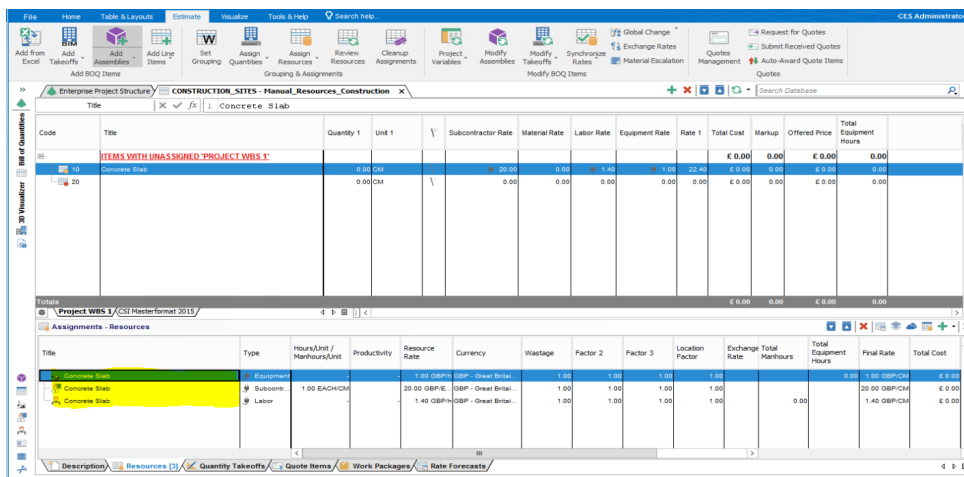 File Home Table & Layouts Estimate Visualize Tools & Help Search help... CES Administrator
Add from Excel
Add Takeoffs
Add Assemblies
Add Line Items
Set Grouping
Assign Quantities
Assign Resources
Review Resources
Cleanup Assignments
Project Variables
Modify Assemblies
Modify Takeoffs
Synchronize Rates
Global Change
Exchange Rates
Material Escalation
Quotes Management
Request for Quotes
Submit Received Quotes
Auto-Award Quote Items
Add BOQ Items Grouping & Assignments Modify BOQ Items Quotes
Enterprise Project Structure CONSTRUCTION_SITES - Manual_Resources_Construction x Search Database
Title fx 1 Concrete Slab
Bill of Quantities
3D Visualizer
Code Title Quantity 1 Unit 1 Subcontractor Rate Material Rate Labor Rate Equipment Rate Rate 1 Total Cost Markup Offered Price Total Equipment Hours
ITEMS WITH UNASSIGNED 'PROJECT WBS 1' £ 0.00 0.00 £ 0.00 0.00
10 Concrete Slab 0.00 CM 20.00 0.00 1.40 1.00 22.40 £ 0.00 0.00 £ 0.00 0.00
20 0.00 CM 0.00 0.00 0.00 0.00 0.00 £ 0.00 0.00 £ 0.00 0.00
Totals £ 0.00 0.00 £ 0.00 0.00
Project WBS 1 CSI Masterformat 2015
Assignments - Resources
Title Type Hours/Unit / Manhours/Unit Productivity Resource Rate Currency Wastage Factor 2 Factor 3 Location Factor Exchange Rate Total Manhours Total Equipment Hours Final Rate Total Cost
Concrete Slab Equipment - - 1.00 GBP/h GBP - Great Britai... 1.00 1.00 1.00 1.00 0.00 1.00 GBP/CM £ 0.00
Concrete Slab Subcontr... 1.00 EACH/CM 20.00 GBP/E... GBP - Great Britai... 1.00 1.00 1.00 1.00 20.00 GBP/CM £ 0.00
Concrete Slab Labor - - 1.40 GBP/h GBP - Great Britai... 1.00 1.00 1.00 1.00 0.00 1.40 GBP/CM £ 0.00
Description Resources [3] Quantity Takeoffs Quote Items Work Packages Rate Forecasts